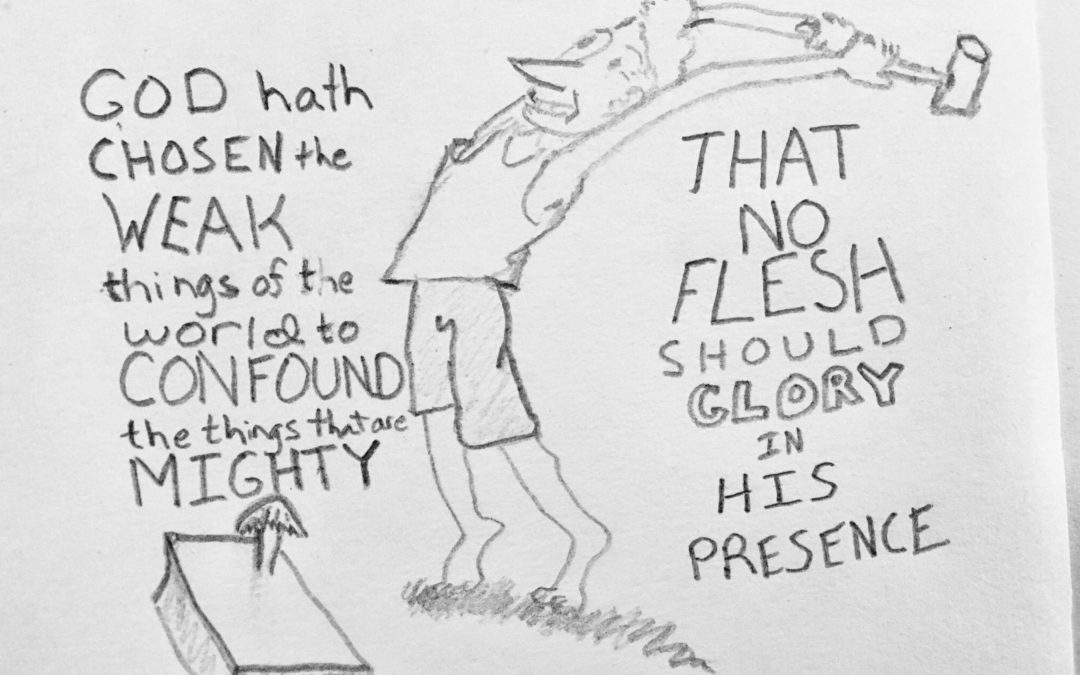 GOD hath
CHOSEN the
WEAK
things of the
world to
CONFOUND
the things that are
MIGHTY
THAT
NO
FLESH
SHOULD
GLORY
IN
HIS
PRESENCE